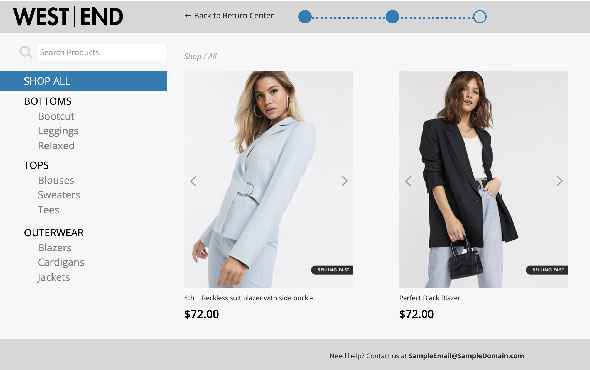 WEST|END
← Back to Return Center
Search Products
Shop / All
SHOP ALL
BOTTOMS
Bootcut
Leggings
Relaxed
TOPS
Blouses
Sweaters
Tees
OUTERWEAR
Blazers
Cardigans
Jackets
SELLING FAST
SELLING FAST
4th + Reckless suit blazer with side buckle
$72.00
Perfect Black Blazer
$72.00
Need help? Contact us at SampleEmail@SampleDomain.com